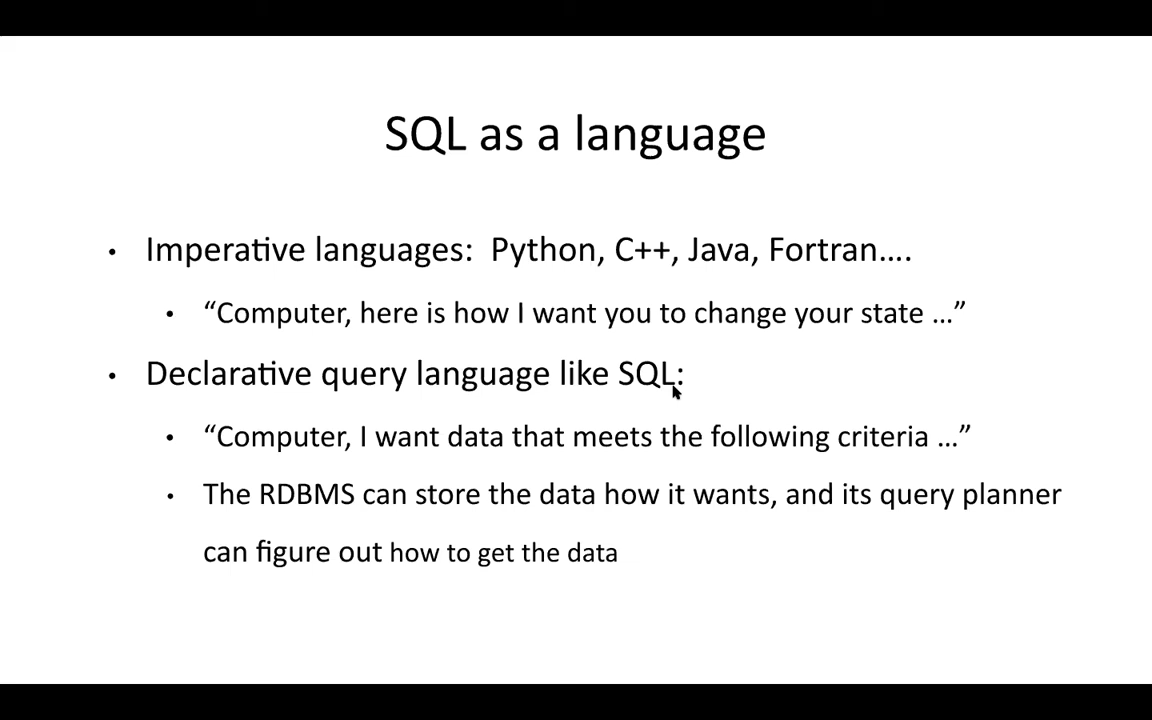 SQL as a language
• Imperative languages:  Python, C++, Java, Fortran….
• “Computer, here is how I want you to change your state …”
• Declarative query language like SQL:
• “Computer, I want data that meets the following criteria …”
• The RDBMS can store the data how it wants, and its query planner
can figure out how to get the data